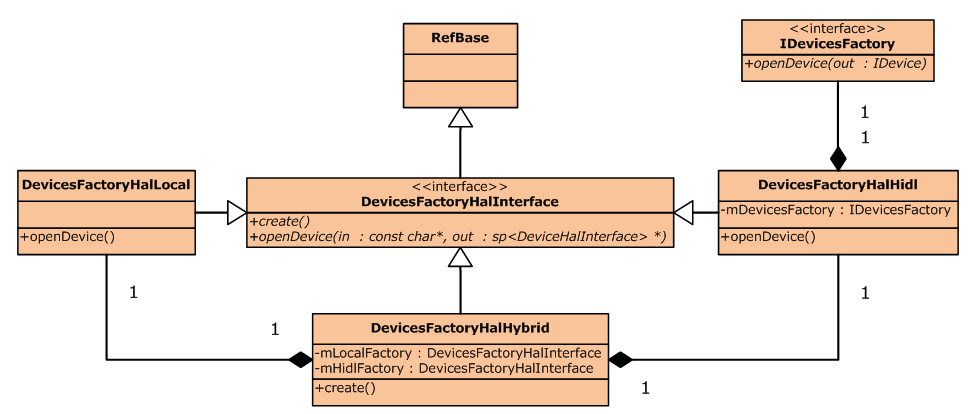 RefBase
<<interface>>
IDevicesFactory
+openDevice(out : IDevice)
1
1
DevicesFactoryHalLocal
+openDevice()
<<interface>>
DevicesFactoryHalInterface
+create()
+openDevice(in : const char*, out : sp<DeviceHalInterface> *)
DevicesFactoryHalHidl
-mDevicesFactory : IDevicesFactory
+openDevice()
1
1
1
DevicesFactoryHalHybrid
-mLocalFactory : DevicesFactoryHalInterface
-mHidlFactory : DevicesFactoryHalInterface
+create()
1